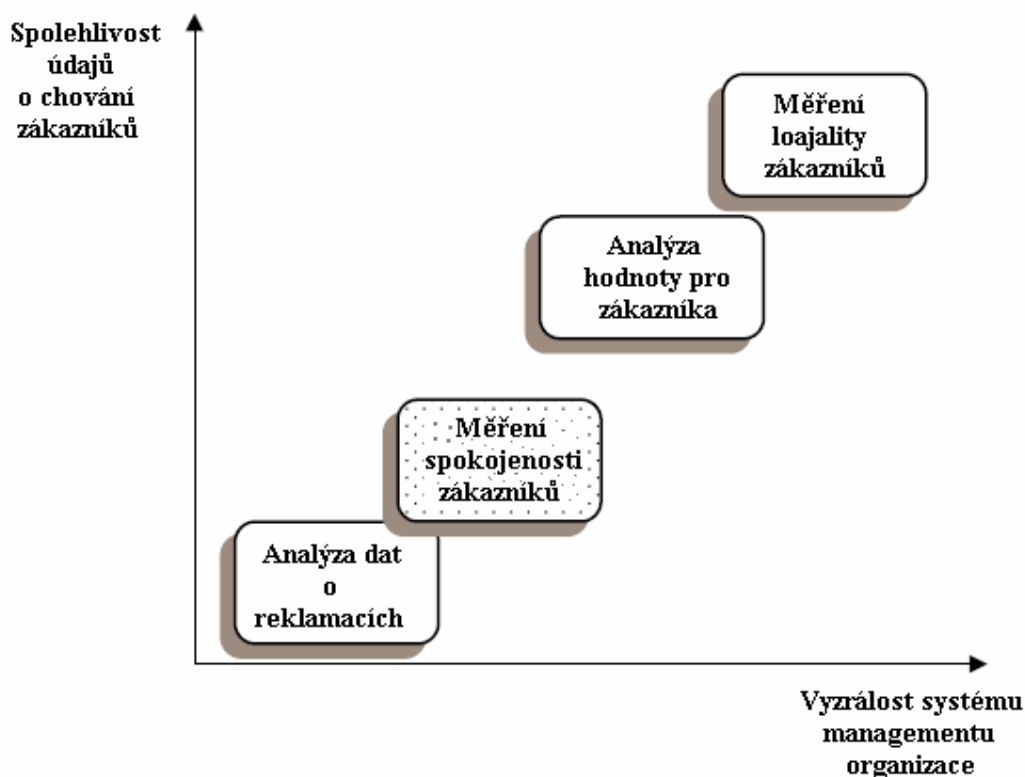 Spolehlivost
údajů
o chování
zákazníků
Měření
loajality
zákazníků
Analýza
hodnoty pro
zákazníka
Měření
spokojenosti
zákazníků
Analýza dat
o
reklamacích
Vyzrálost systému
managementu
organizace